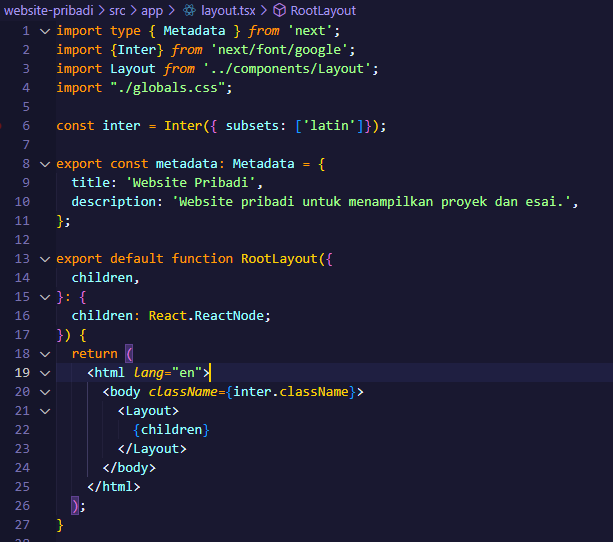 website-pribadi > src > app > layout.tsx > RootLayout
1 import type { Metadata } from 'next';
2 import {Inter} from 'next/font/google';
3 import Layout from '../components/Layout';
4 import "./globals.css";
5
6 const inter = Inter({ subsets: ['latin']});
7
8 export const metadata: Metadata = {
9   title: 'Website Pribadi',
10   description: 'Website pribadi untuk menampilkan proyek dan esai.',
11 };
12
13 export default function RootLayout({
14   children,
15 }: {
16   children: React.ReactNode;
17 }) {
18   return (
19     <html lang="en">
20       <body className={inter.className}>
21         <Layout>
22           {children}
23         </Layout>
24       </body>
25     </html>
26   );
27 }